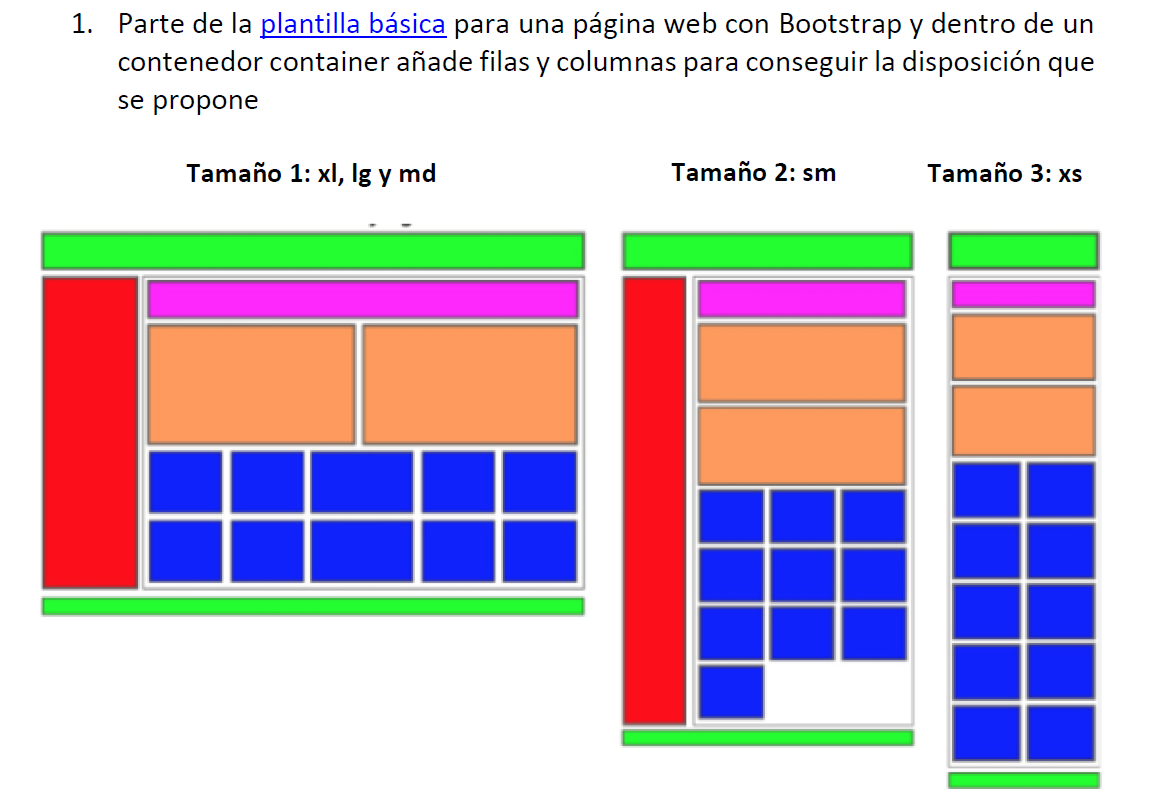 1. Parte de la plantilla básica para una página web con Bootstrap y dentro de un
contenedor container añade filas y columnas para conseguir la disposición que
se propone
Tamaño 1: xl, lg y md
Tamaño 2: sm
Tamaño 3: xs